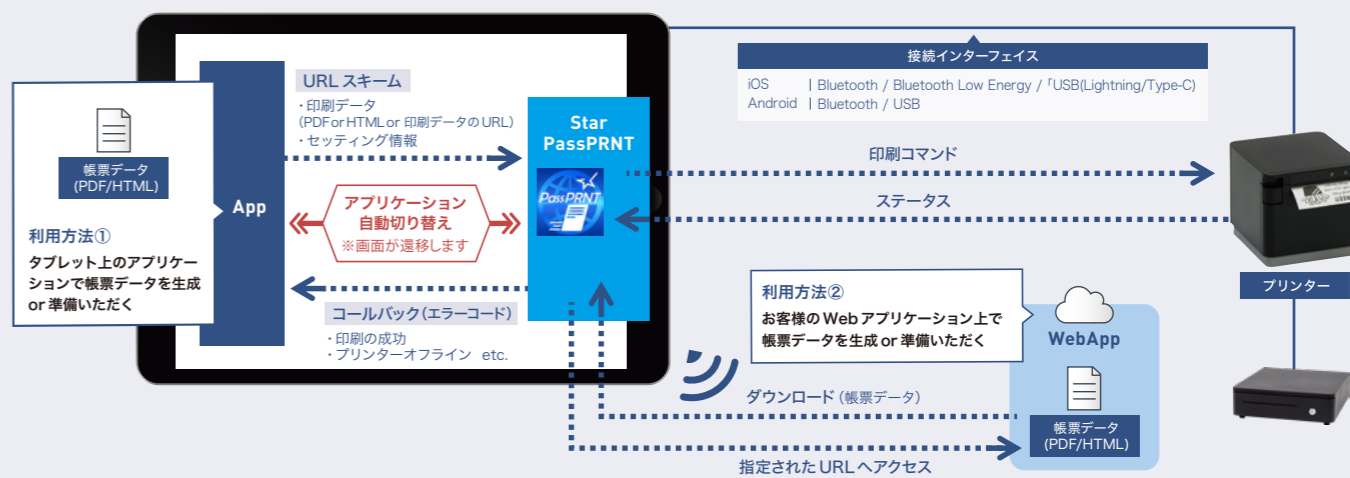 接続インターフェイス
iOS | Bluetooth / Bluetooth Low Energy / 「USB(Lightning/Type-C)
Android | Bluetooth / USB
帳票データ
(PDF/HTML)
利用方法①
タブレット上のアプリケー
ションで帳票データを生成
or 準備いただく
App
URL スキーム
・印刷データ
(PDF or HTML or 印刷データのURL)
・セッティング情報
アプリケーション
自動切り替え
※画面が遷移します
コールバック(エラーコード)
・印刷の成功
・プリンターオフライン etc.
Star
PassPRNT
PassPRNT
印刷コマンド
ステータス
プリンター
利用方法②
お客様の Web アプリケーション上で
帳票データを生成 or 準備いただく
WebApp
帳票データ
(PDF/HTML)
ダウンロード (帳票データ)
指定された URL へアクセス